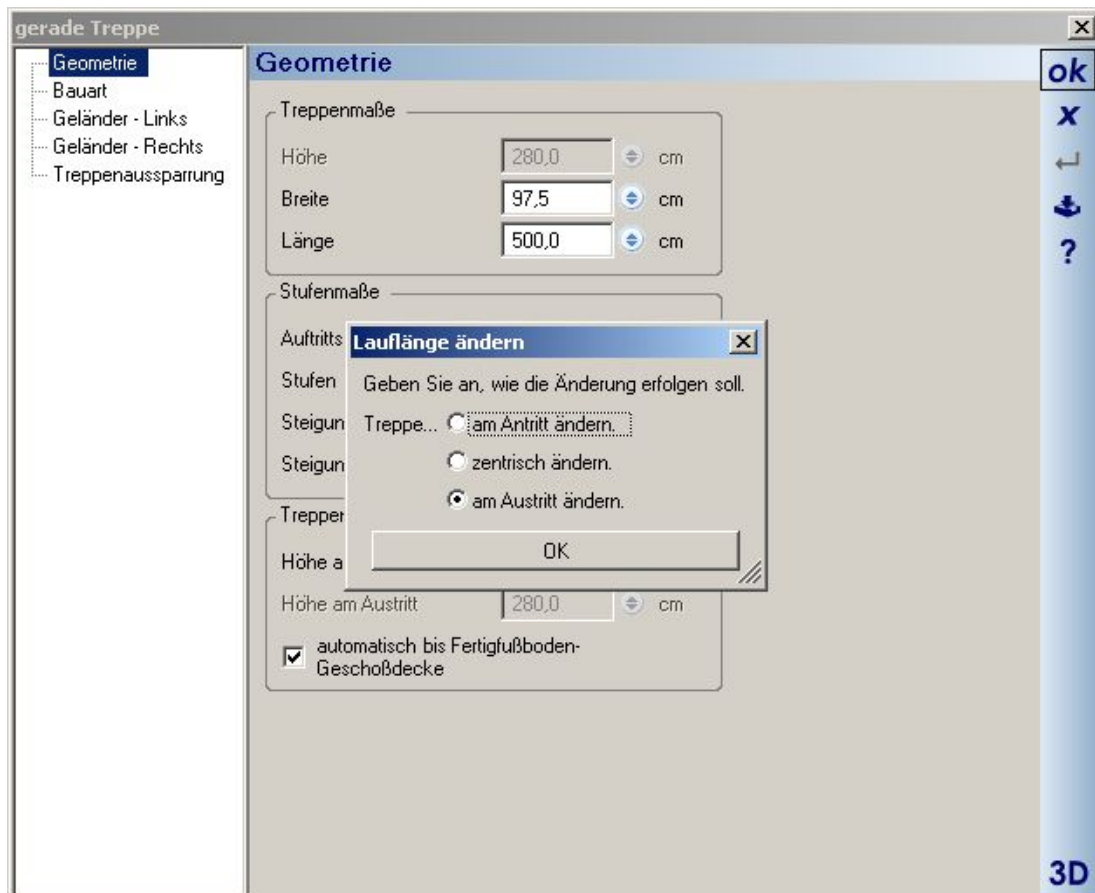 gerade Treppe
Geometrie
Bauart
Geländer - Links
Geländer - Rechts
Treppenaussparrung
Geometrie
Treppenmaße
Höhe 280,0 cm
Breite 97,5 cm
Länge 500,0 cm
Stufenmaße
Auftritts
Stufen
Steigun
Steigun
Lauflänge ändern
Geben Sie an, wie die Änderung erfolgen soll.
Treppe... am Antritt ändern.
zentrisch ändern.
am Austritt ändern.
OK
Treppen
Höhe a
Höhe am Austritt 280,0 cm
automatisch bis Fertigfußboden-
Geschoßdecke
ok
x
?
3D